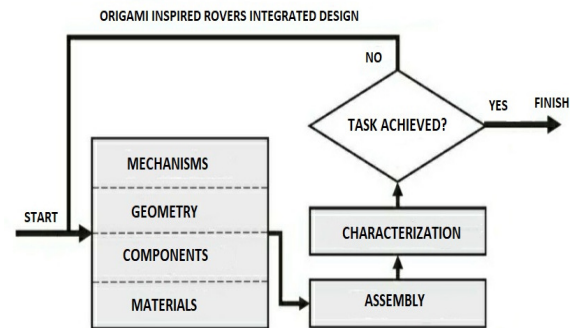 ORIGAMI INSPIRED ROVERS INTEGRATED DESIGN
NO
YES
FINISH
TASK ACHIEVED?
MECHANISMS
START
GEOMETRY
CHARACTERIZATION
COMPONENTS
ASSEMBLY
MATERIALS